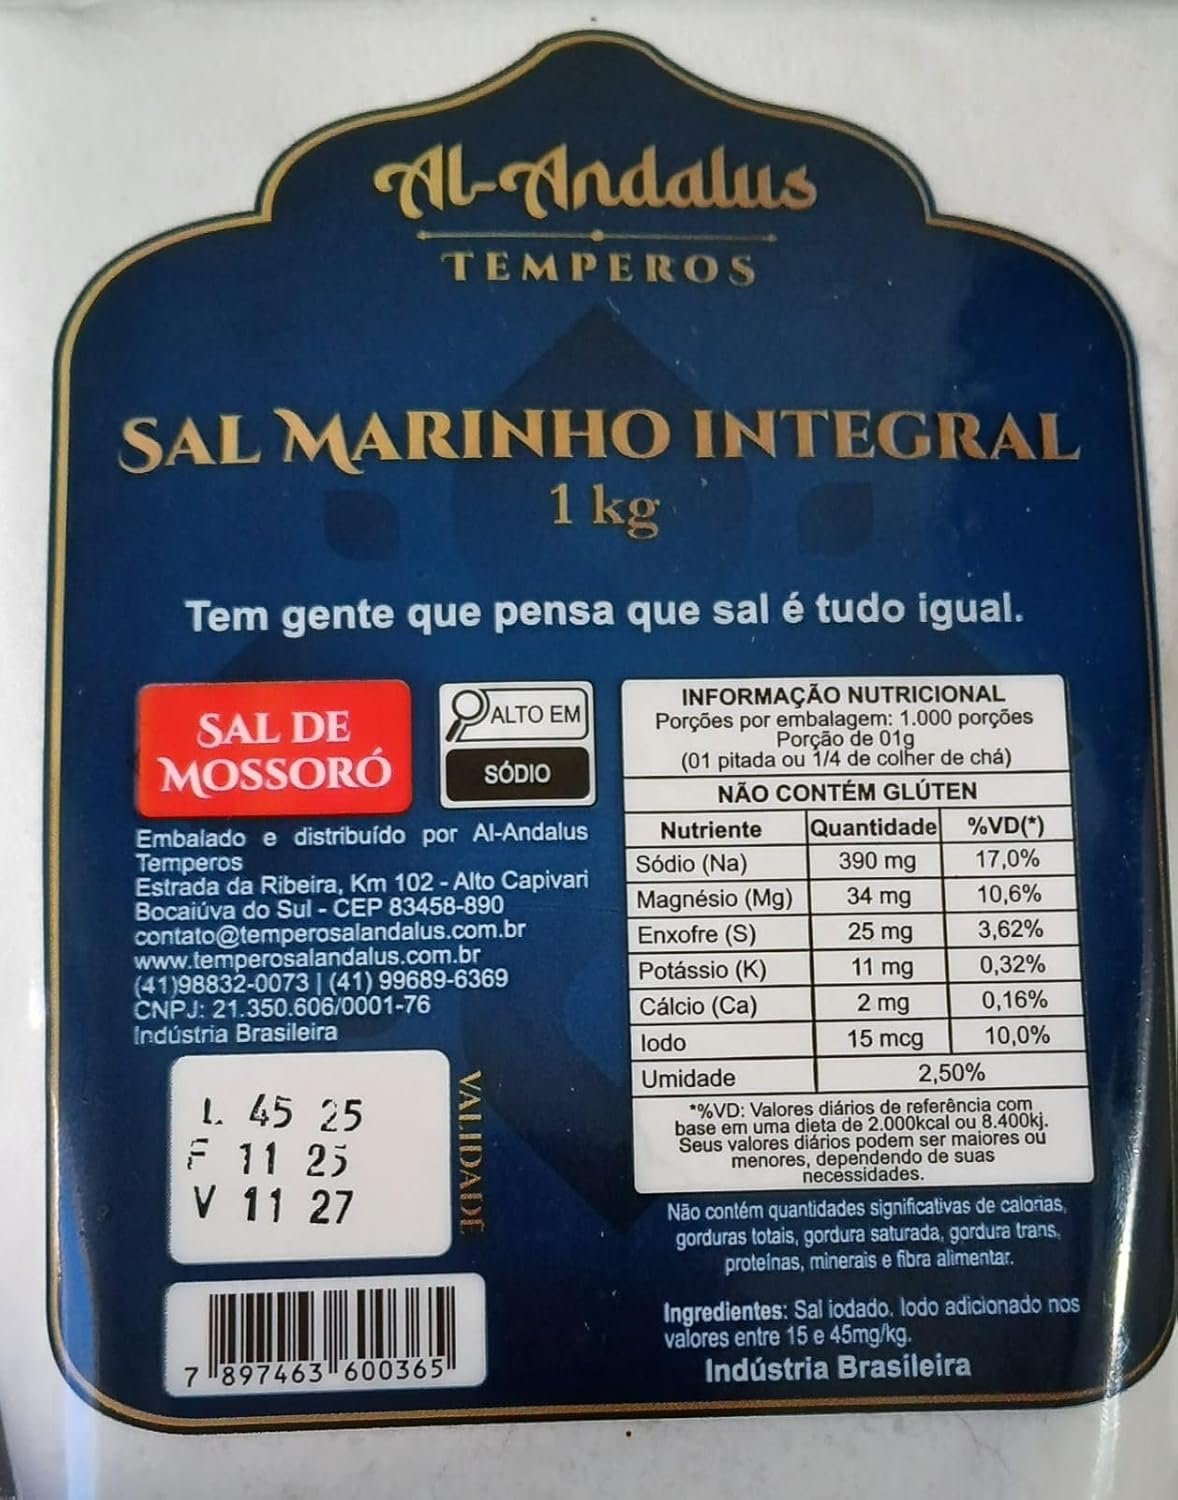 Al-Andalus
TEMPEROS
SAL MARINHO INTEGRAL
1 kg
Tem gente que pensa que sal é tudo igual.
SAL DE
MOSSORÓ
ALTO EM
SÓDIO
Embalado e distribuído por Al-Andalus
Temperos
Estrada da Ribeira, Km 102 - Alto Capivari
Bocaiúva do Sul - CEP 83458-890
contato@temperosalandalus.com.br
www.temperosalandalus.com.br
(41)98832-0073 | (41) 99689-6369
CNPJ: 21.350.606/0001-76
Indústria Brasileira
L. 45 25
F 11 25
V 11 27
VALIDADE
7 897463 600365
INFORMAÇÃO NUTRICIONAL
Porções por embalagem: 1.000 porções
Porção de 01g
(01 pitada ou 1/4 de colher de chá)
NÃO CONTÉM GLÚTEN
Nutriente Quantidade %VD(*)
Sódio (Na) 390 mg 17,0%
Magnésio (Mg) 34 mg 10,6%
Enxofre (S) 25 mg 3,62%
Potássio (K) 11 mg 0,32%
Cálcio (Ca) 2 mg 0,16%
Iodo 15 mcg 10,0%
Umidade 2,50%
*%VD: Valores diários de referência com
base em uma dieta de 2.000kcal ou 8.400kj.
Seus valores diários podem ser maiores ou
menores, dependendo de suas
necessidades.
Não contém quantidades significativas de calorias,
gorduras totais, gordura saturada, gordura trans,
proteínas, minerais e fibra alimentar.
Ingredientes: Sal iodado. Iodo adicionado nos
valores entre 15 e 45mg/kg.
Indústria Brasileira